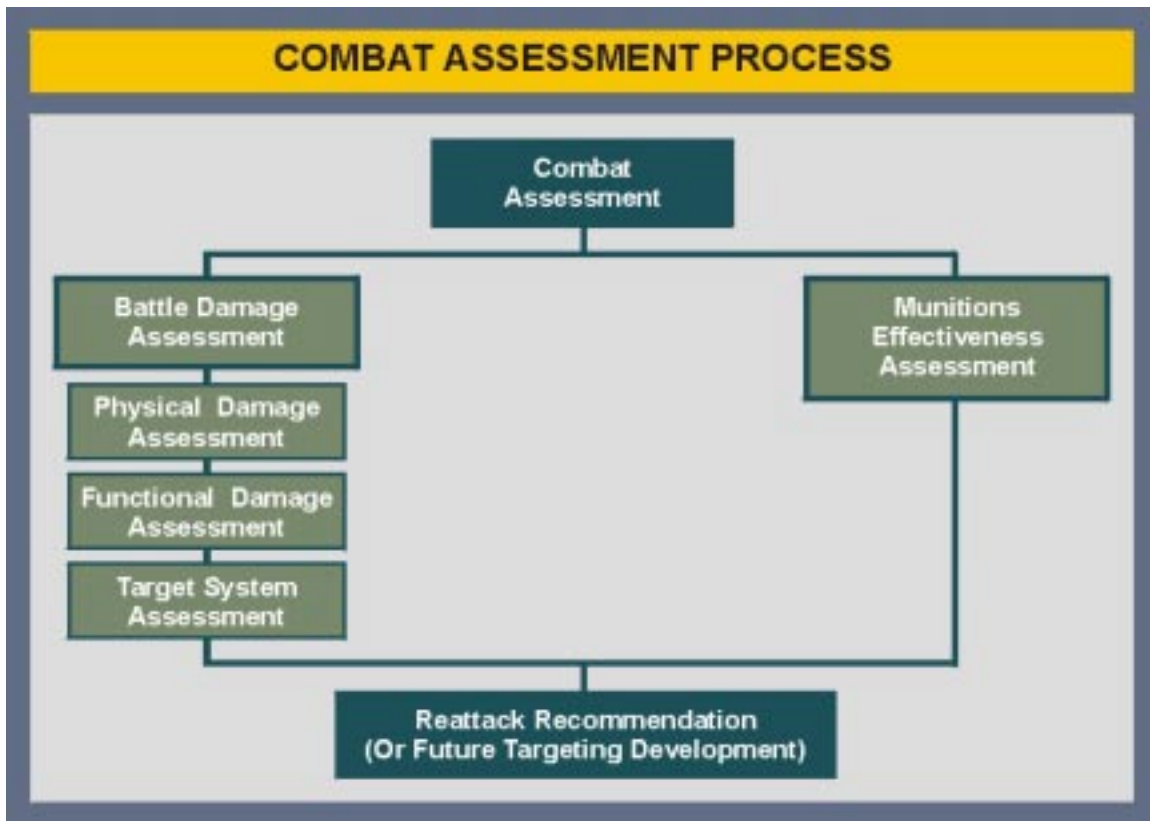 COMBAT ASSESSMENT PROCESS
Combat
Assessment
Battle Damage
Assessment
Munitions
Effectiveness
Assessment
Physical Damage
Assessment
Functional Damage
Assessment
Target System
Assessment
Reattack Recommendation
(Or Future Targeting Development)